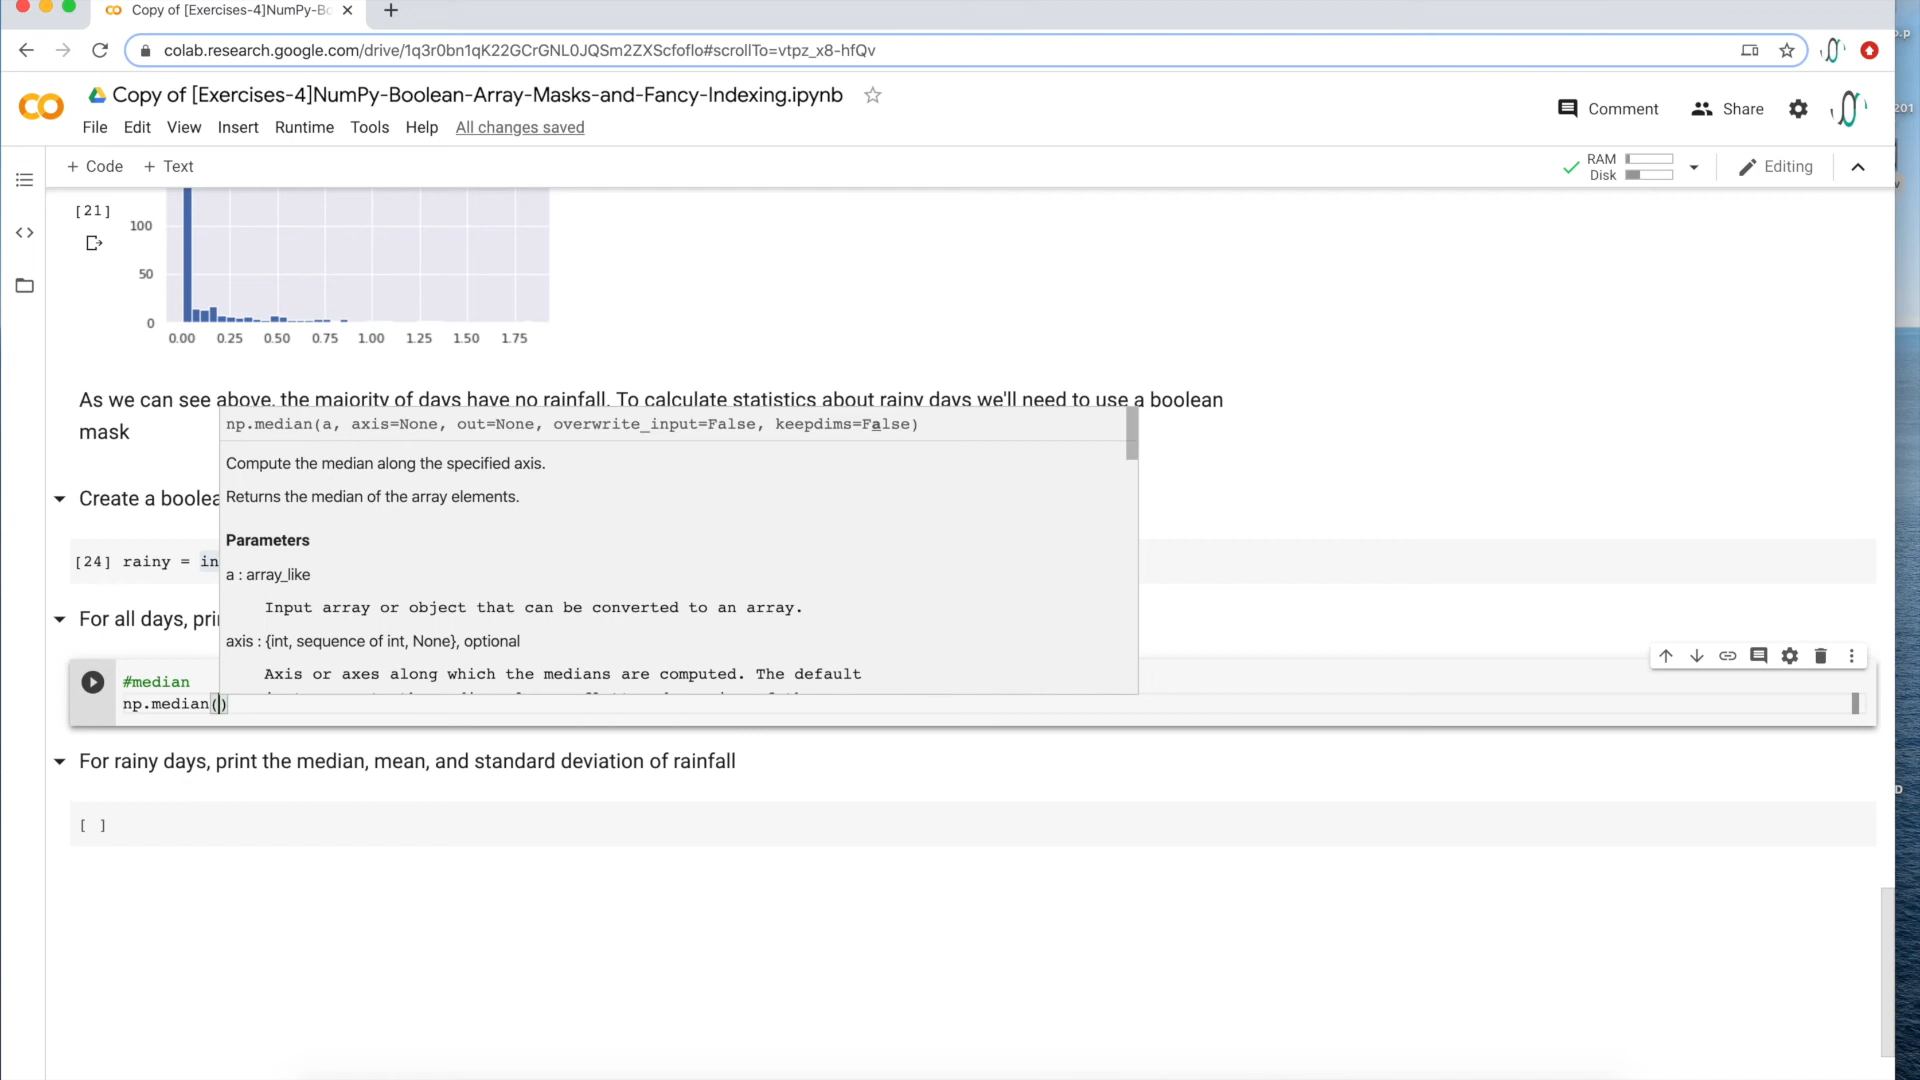 Copy of [Exercises-4]NumPy-Bo
colab.research.google.com/drive/1q3r0bn1qK22GCrGNL0JQSm2ZXScfoflo#scrollTo=vtpz_x8-hfQv
Copy of [Exercises-4]NumPy-Boolean-Array-Masks-and-Fancy-Indexing.ipynb
Comment Share
File Edit View Insert Runtime Tools Help All changes saved
+ Code + Text
RAM
Disk
Editing
[21]
100
50
0
0.00 0.25 0.50 0.75 1.00 1.25 1.50 1.75
As we can see above, the majority of days have no rainfall. To calculate statistics about rainy days we'll need to use a boolean
mask
np.median(a, axis=None, out=None, overwrite_input=False, keepdims=False)
Compute the median along the specified axis.
Returns the median of the array elements.
Parameters
a : array_like
Input array or object that can be converted to an array.
axis : {int, sequence of int, None}, optional
Axis or axes along which the medians are computed. The default
Create a boolea
[24] rainy = in
For all days, pri
#median
np.median()
For rainy days, print the median, mean, and standard deviation of rainfall
[ ]
201